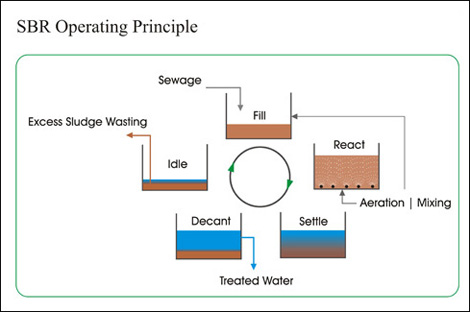 SBR Operating Principle
Sewage
Fill
Excess Sludge Wasting
Idle
React
Aeration | Mixing
Decant
Settle
Treated Water